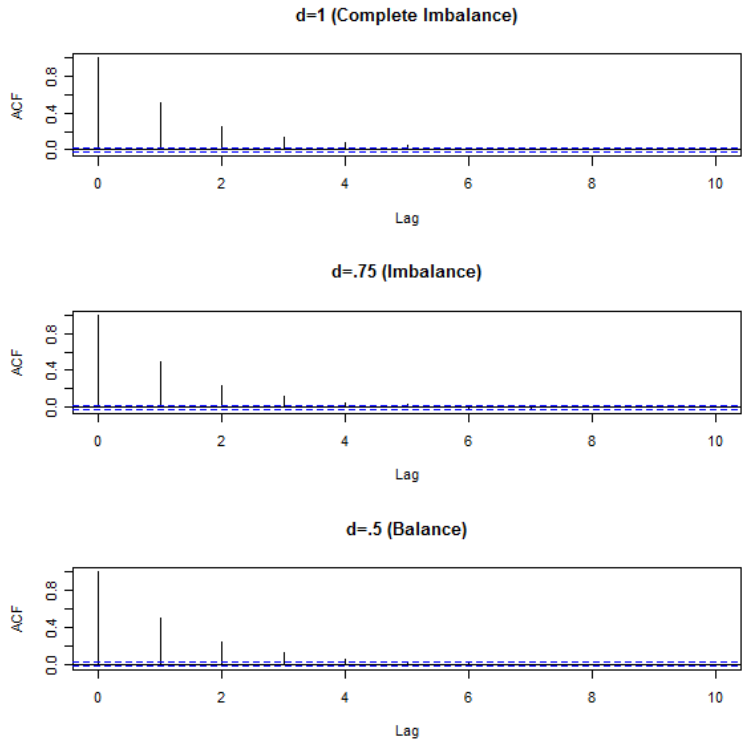 d=1 (Complete Imbalance)
ACF
0.0 0.4 0.8
0 2 4 6 8 10
Lag
d=.75 (Imbalance)
ACF
0.0 0.4 0.8
0 2 4 6 8 10
Lag
d=.5 (Balance)
ACF
0.0 0.4 0.8
0 2 4 6 8 10
Lag